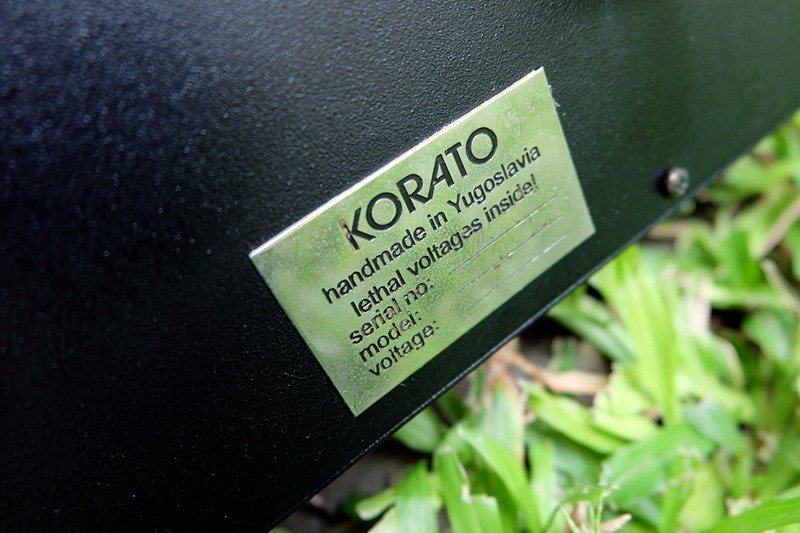 KORATO
handmade in Yugoslavia
lethal voltages inside!
serial no:
model:
voltage: